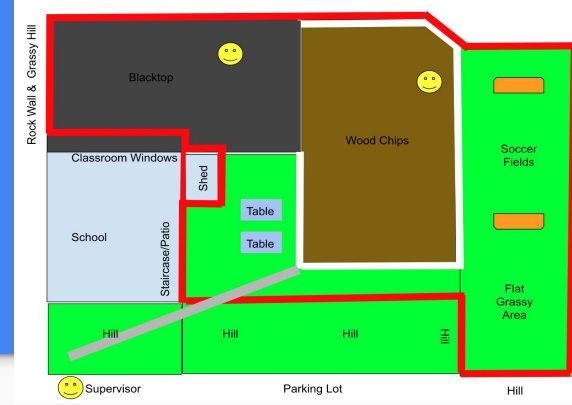 Rock Wall & Grassy Hill
Blacktop
Wood Chips
Classroom Windows
Soccer
Fields
Shed
Table
School
Staircase/Patio
Table
Flat
Grassy
Area
Hill
Hill
Hill
Hill
Supervisor
Parking Lot
Hill